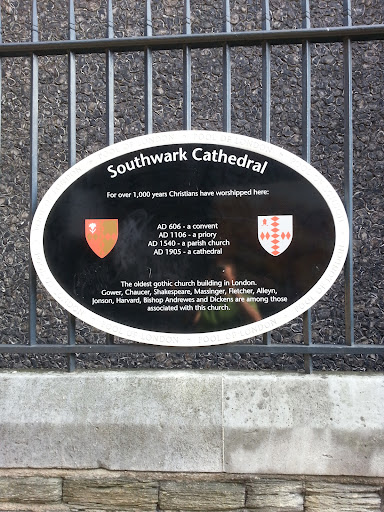 Southwark Cathedral
For over 1,000 years Christians have worshipped here:
AD 606 - a convent
AD 1106 - a priory
AD 1540 - a parish church
AD 1905 - a cathedral
The oldest gothic church building in London.
Gower, Chaucer, Shakespeare, Massinger, Fletcher, Alleyn,
Jonson, Harvard, Bishop Andrewes and Dickens are among those
associated with this church.